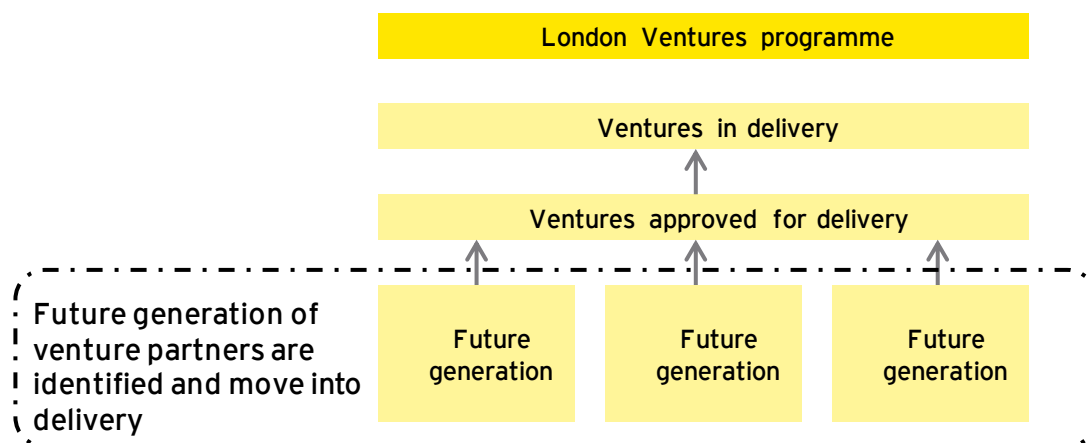 London Ventures programme
Ventures in delivery
Ventures approved for delivery
Future generation of
venture partners are
identified and move into
delivery
Future
generation
Future
generation
Future
generation